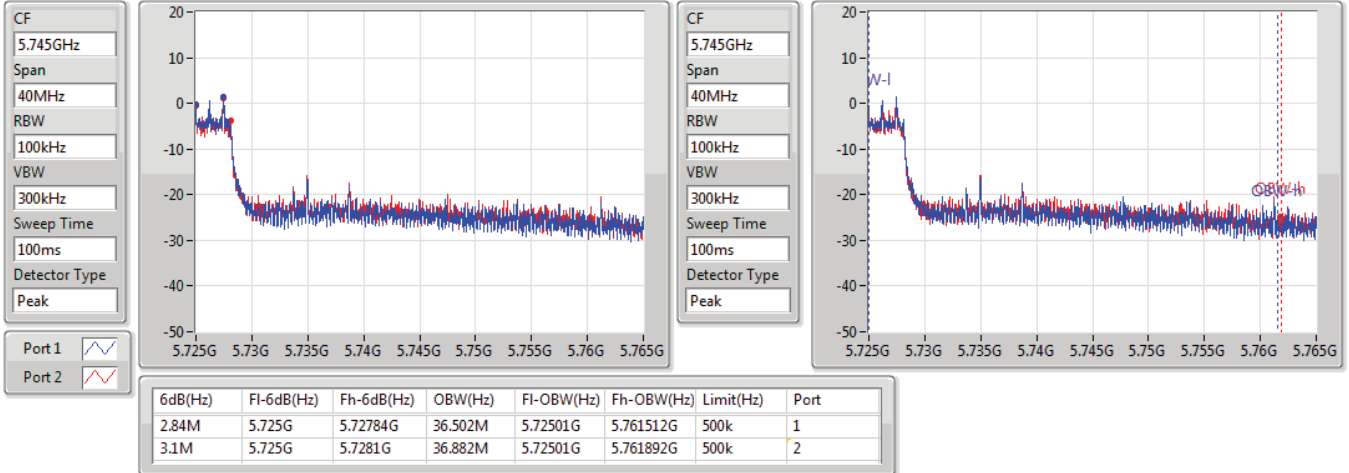 CF
5.745GHz
Span
40MHz
RBW
100kHz
VBW
300kHz
Sweep Time
100ms
Detector Type
Peak
Port 1
Port 2
20
10
0
-10
-20
-30
-40
-50
5.725G 5.73G 5.735G 5.74G 5.745G 5.75G 5.755G 5.76G 5.765G
CF
5.745GHz
Span
40MHz
RBW
100kHz
VBW
300kHz
Sweep Time
100ms
Detector Type
Peak
20
10
0
-10
-20
-30
-40
-50
W-l
OBW-h
5.725G 5.73G 5.735G 5.74G 5.745G 5.75G 5.755G 5.76G 5.765G
6dB(Hz) Fl-6dB(Hz) Fh-6dB(Hz) OBW(Hz) Fl-OBW(Hz) Fh-OBW(Hz) Limit(Hz) Port
2.84M 5.725G 5.72784G 36.502M 5.72501G 5.761512G 500k 1
3.1M 5.725G 5.7281G 36.882M 5.72501G 5.761892G 500k 2